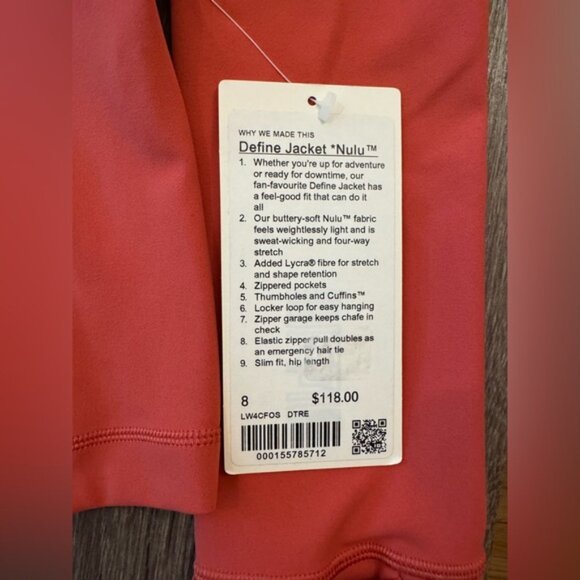 WHY WE MADE THIS
Define Jacket *Nulu™
1. Whether you're up for adventure
or ready for downtime, our
fan-favourite Define Jacket has
a feel-good fit that can do it
all
2. Our buttery-soft Nulu™ fabric
feels weightlessly light and is
sweat-wicking and four-way
stretch
3. Added Lycra® fibre for stretch
and shape retention
4. Zippered pockets
5. Thumbholes and Cuffins™
6. Locker loop for easy hanging
7. Zipper garage keeps chafe in
check
8. Elastic zipper pull doubles as
an emergency hair tie
9. Slim fit, hip length
8 $118.00
LW4CFOS DTRE
000155785712